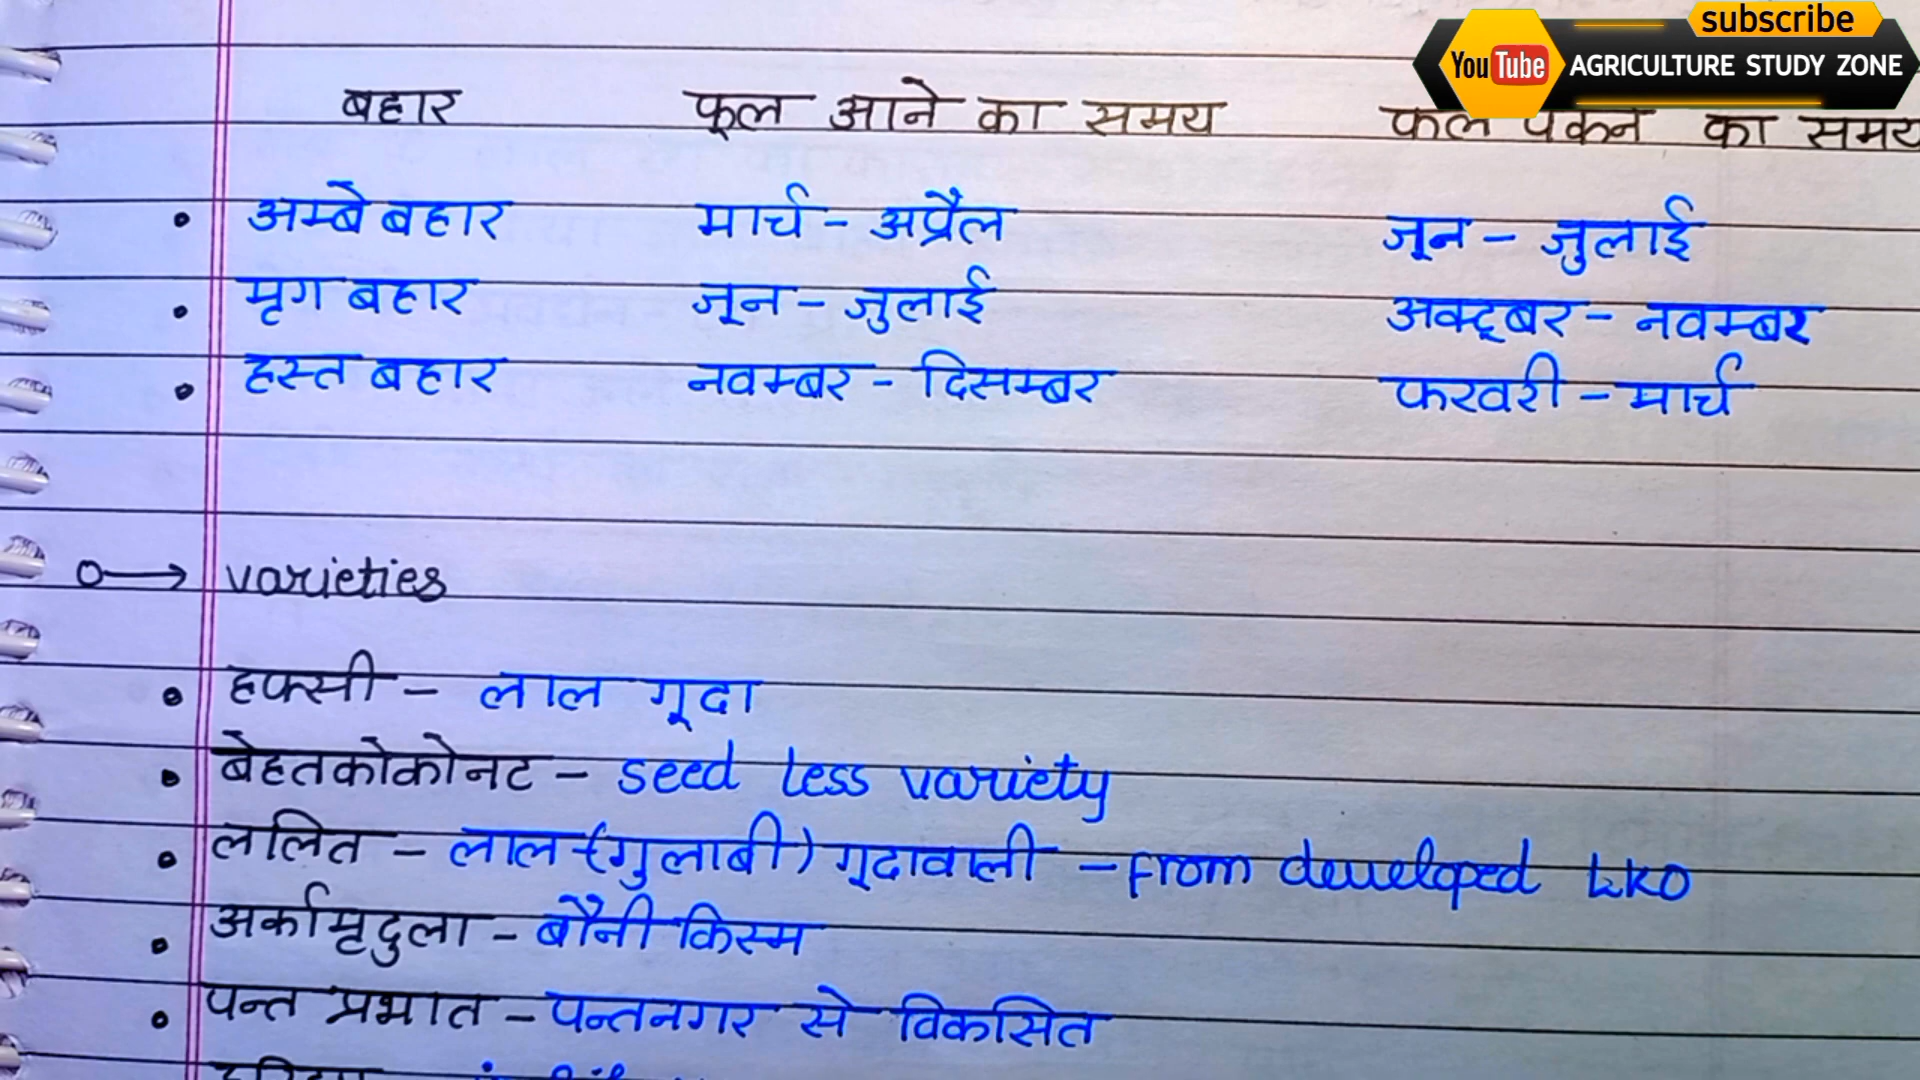 subscribe
YouTube AGRICULTURE STUDY ZONE
बहार फूल आने का समय फल पकने का समय
• अम्बे बहार मार्च - अप्रैल जून - जुलाई
• मृग बहार जून - जुलाई अक्टूबर - नवम्बर
• हस्त बहार नवम्बर - दिसम्बर फरवरी - मार्च
→ varieties
• हफ्सी - लाल गूदा
• बेहतकोकोनट - seed less variety
• ललित - लाल (गुलाबी) गूदावाली - from developed LKO
• अर्कामृदुला - बौनी किस्म
• पन्त प्रभात - पन्तनगर से विकसित